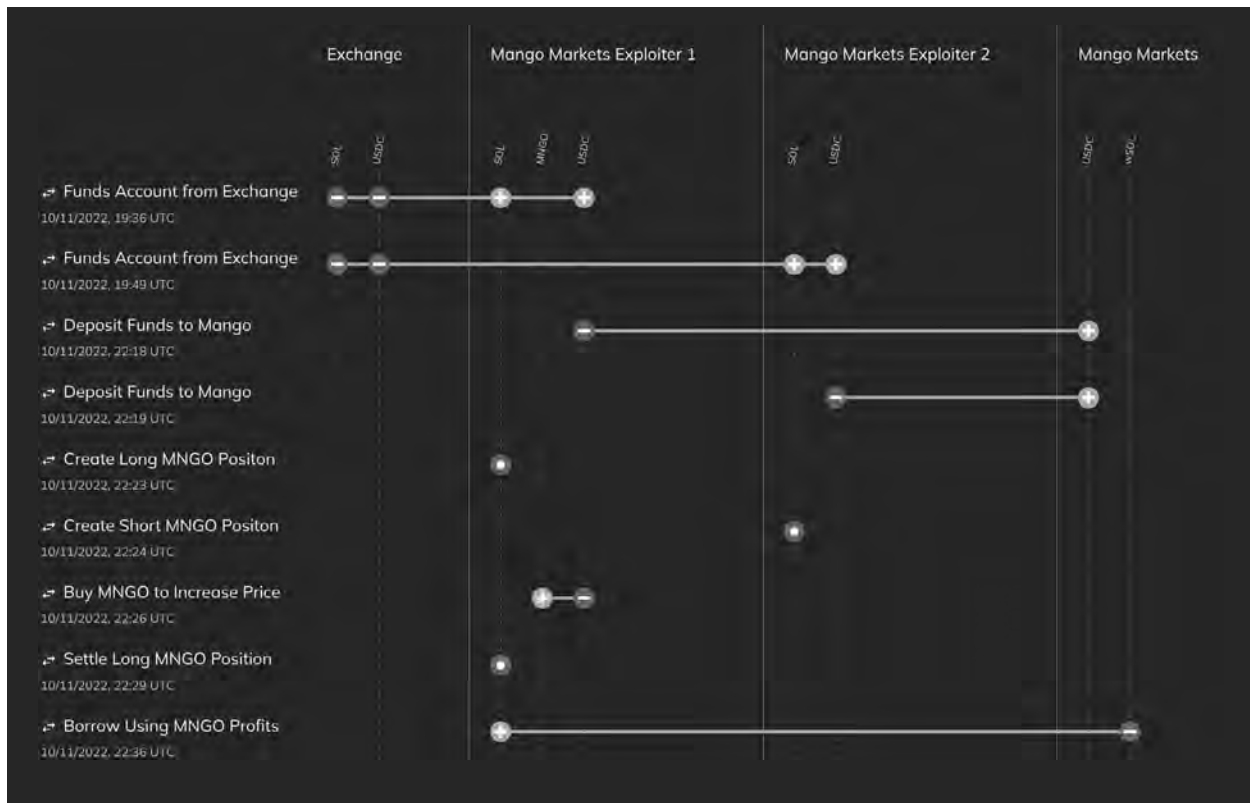 Exchange Mango Markets Exploiter 1 Mango Markets Exploiter 2 Mango Markets
SOL USDC SOL MNGO USDC SOL USDC USDC wSOL
Funds Account from Exchange
10/11/2022, 19:36 UTC
Funds Account from Exchange
10/11/2022, 19:49 UTC
Deposit Funds to Mango
10/11/2022, 22:18 UTC
Deposit Funds to Mango
10/11/2022, 22:19 UTC
Create Long MNGO Positon
10/11/2022, 22:23 UTC
Create Short MNGO Positon
10/11/2022, 22:24 UTC
Buy MNGO to Increase Price
10/11/2022, 22:26 UTC
Settle Long MNGO Position
10/11/2022, 22:29 UTC
Borrow Using MNGO Profits
10/11/2022, 22:36 UTC